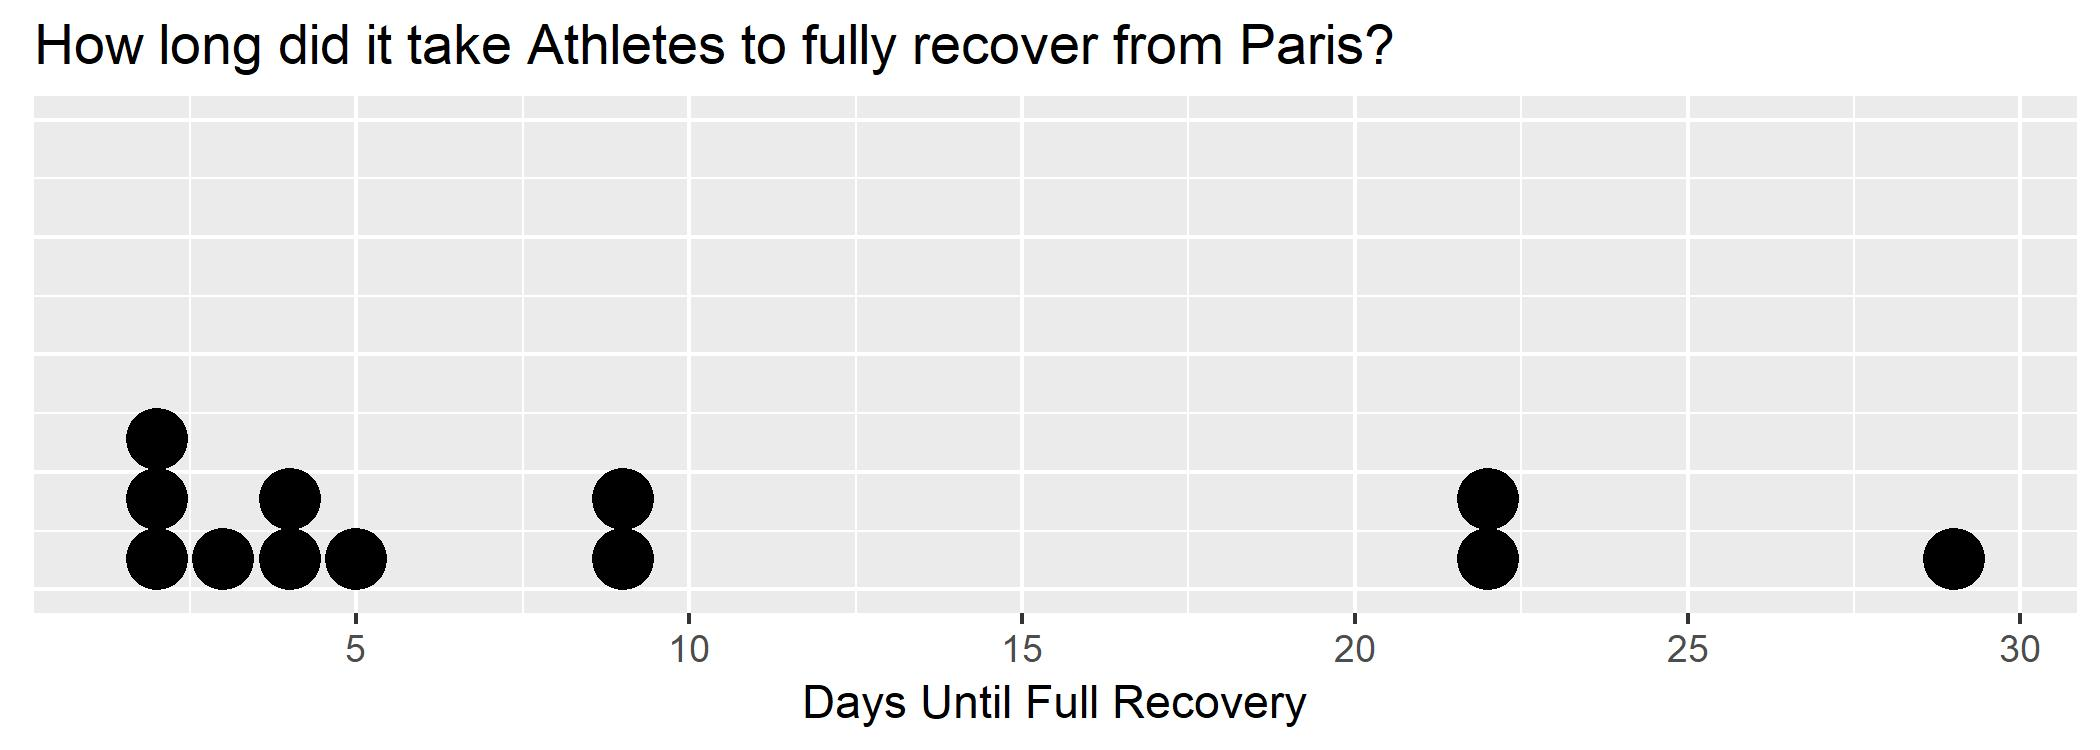 How long did it take Athletes to fully recover from Paris?
5 10 15 20 25 30
Days Until Full Recovery